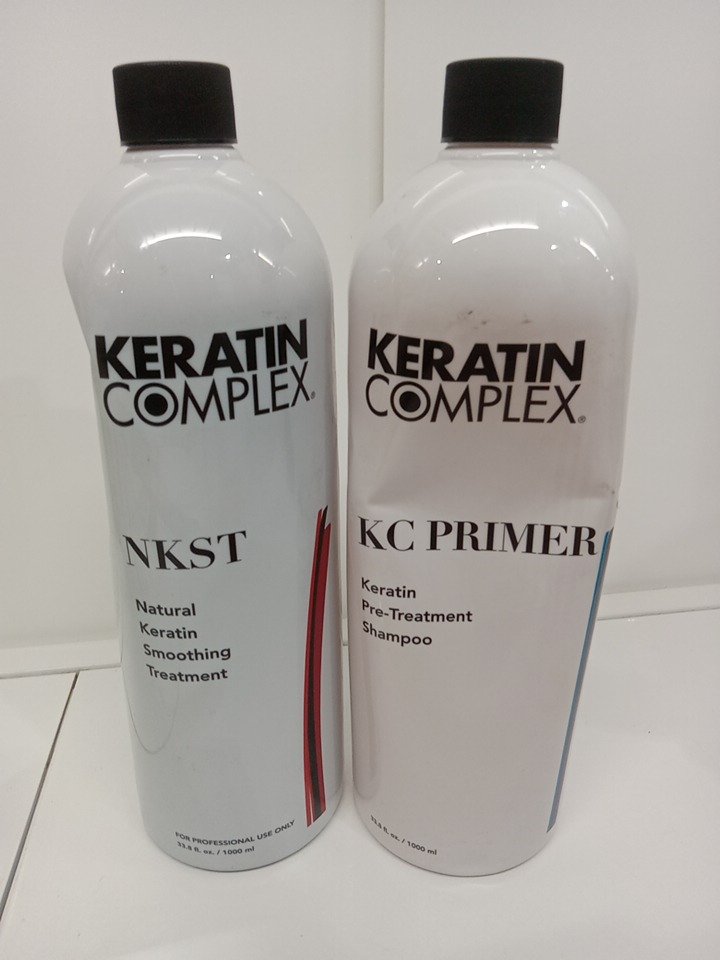 KERATIN
COMPLEX®
NKST
Natural
Keratin
Smoothing
Treatment
FOR PROFESSIONAL USE ONLY
33.8 fl. oz. / 1000 ml
KERATIN
COMPLEX®
KC PRIMER
Keratin
Pre-Treatment
Shampoo
33.8 fl. oz. / 1000 ml